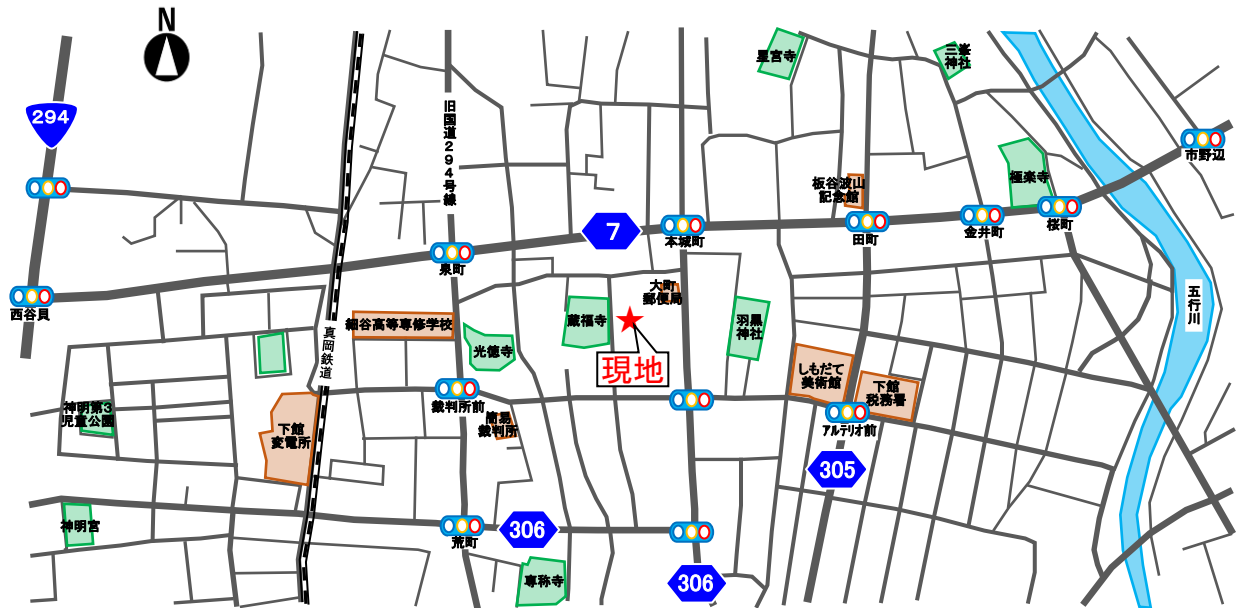 N
星宮寺
三峯
神社
294
旧国道294号線
市野辺
極楽寺
板谷波山
記念館
7
本城町
田町
金井町
桜町
泉町
西谷貝
大町
郵便局
五行川
細谷高等専修学校
真岡鉄道
蔵福寺
羽黒
神社
光徳寺
現地
しもだて
美術館
下館
税務署
神明第3
児童公園
裁判所前
簡易
裁判所
アルテリオ前
下館
変電所
305
神明宮
荒町
306
専称寺
306